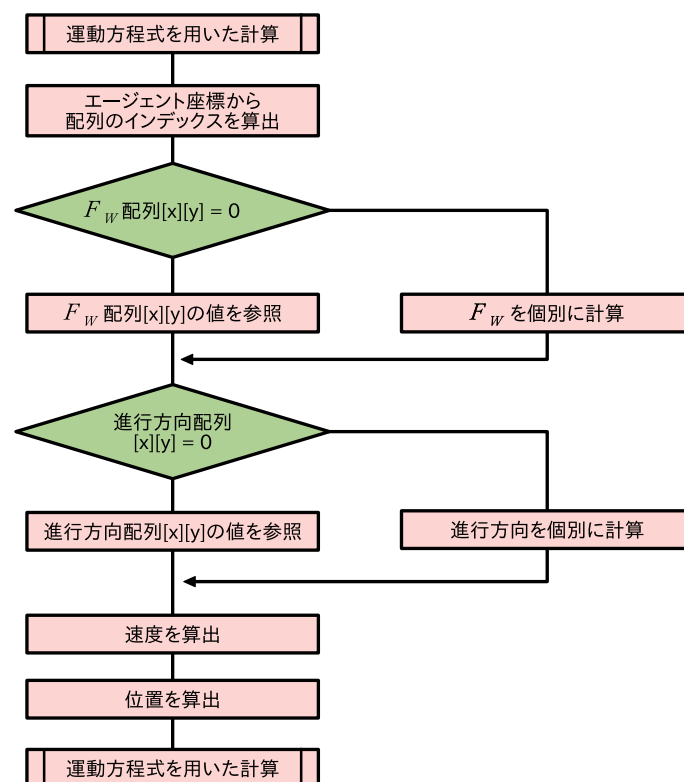 運動方程式を用いた計算
エージェント座標から
配列のインデックスを算出
F W 配列[x][y] = 0
F W 配列[x][y]の値を参照
F W を個別に計算
進行方向配列
[x][y] = 0
進行方向配列[x][y]の値を参照
進行方向を個別に計算
速度を算出
位置を算出
運動方程式を用いた計算